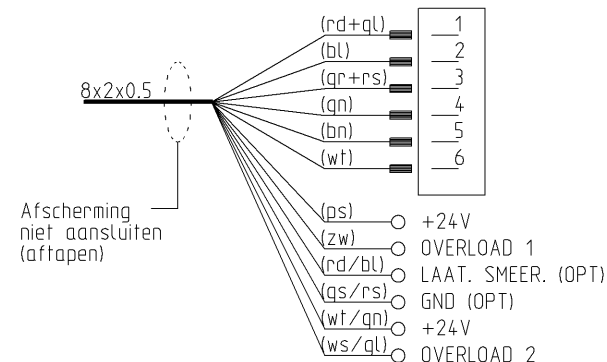 (rd+gl) 1
(bl) 2
(gr+rs) 3
(gn) 4
(bn) 5
(wt) 6
8x2x0.5
Afscherming
niet aansluiten
(aftapen)
(ps) +24V
(zw) OVERLOAD 1
(rd/bl) LAAT. SMEER. (OPT)
(gs/rs) GND (OPT)
(wt/gn) +24V
(ws/gl) OVERLOAD 2